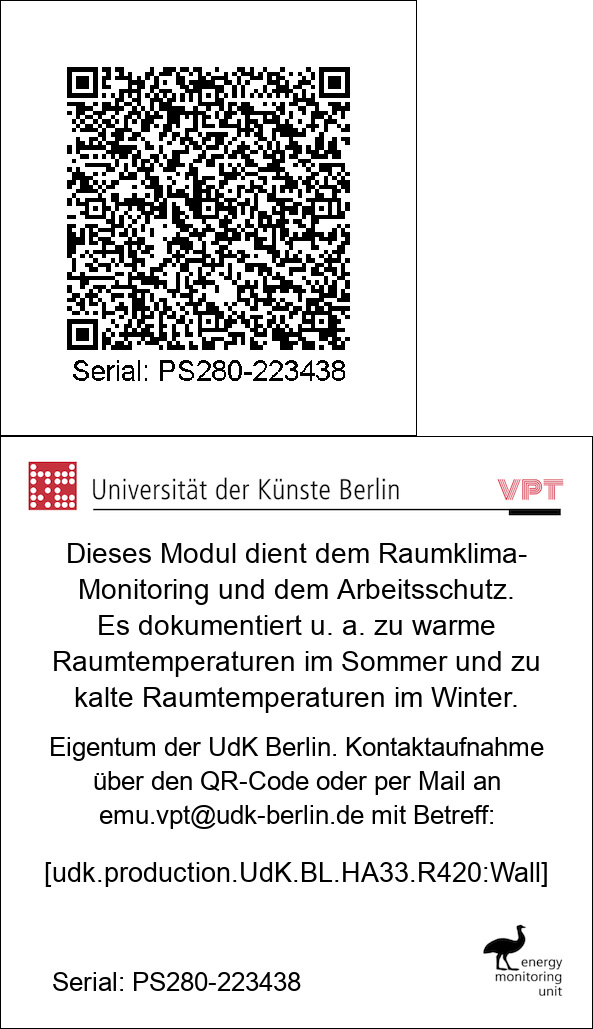 Serial: PS280-223438
Universität der Künste Berlin
VPT
Dieses Modul dient dem Raumklima-
Monitoring und dem Arbeitsschutz.
Es dokumentiert u. a. zu warme
Raumtemperaturen im Sommer und zu
kalte Raumtemperaturen im Winter.
Eigentum der UdK Berlin. Kontaktaufnahme
über den QR-Code oder per Mail an
emu.vpt@udk-berlin.de mit Betreff:
[udk.production.UdK.BL.HA33.R420:Wall]
energy
monitoring
unit
Serial: PS280-223438